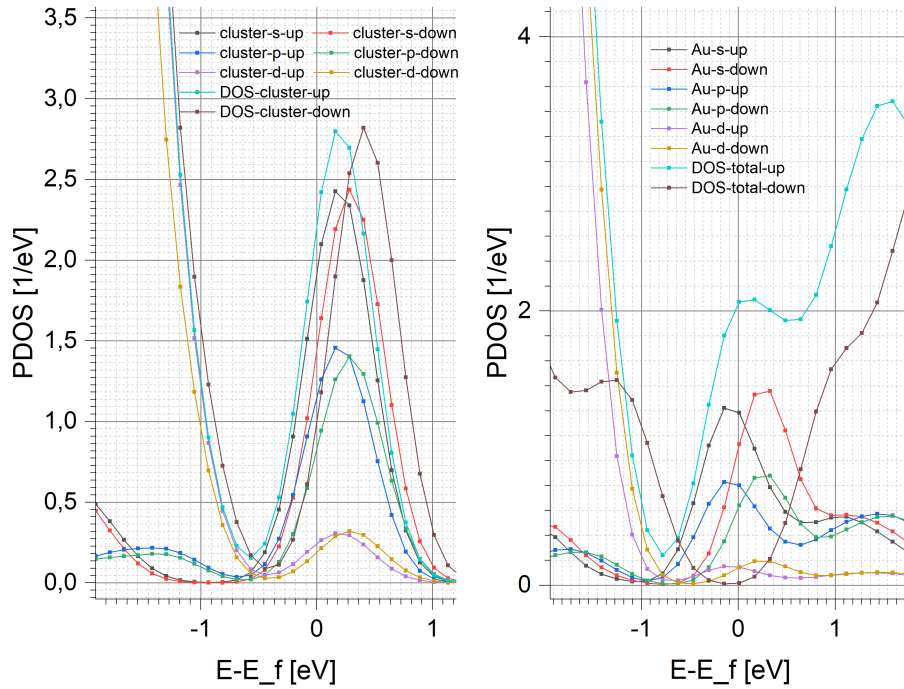 3,5
3,0
2,5
2,0
1,5
1,0
0,5
0,0
PDOS [1/eV]
cluster-s-up cluster-s-down
cluster-p-up cluster-p-down
cluster-d-up cluster-d-down
DOS-cluster-up
DOS-cluster-down
-1 0 1
E-E_f [eV]
4
2
0
PDOS [1/eV]
Au-s-up
Au-s-down
Au-p-up
Au-p-down
Au-d-up
Au-d-down
DOS-total-up
DOS-total-down
-1 0 1
E-E_f [eV]